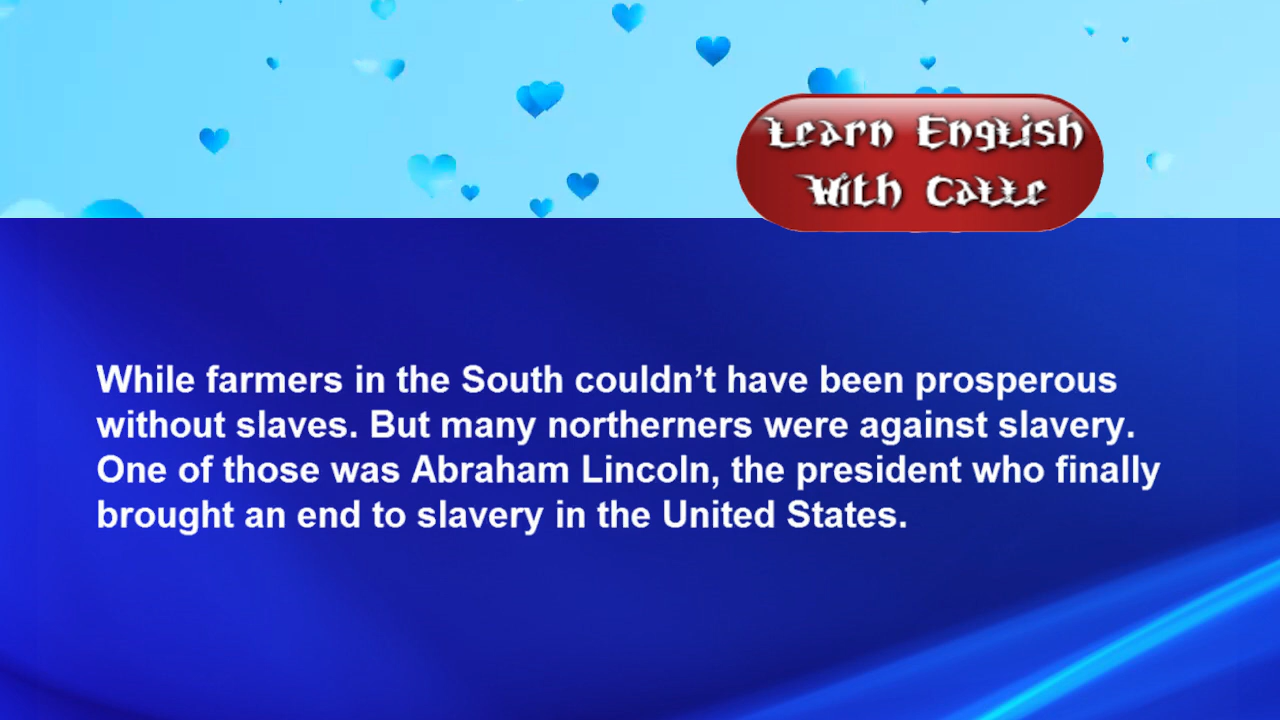 Learn English
With Catte
While farmers in the South couldn’t have been prosperous
without slaves. But many northerners were against slavery.
One of those was Abraham Lincoln, the president who finally
brought an end to slavery in the United States.